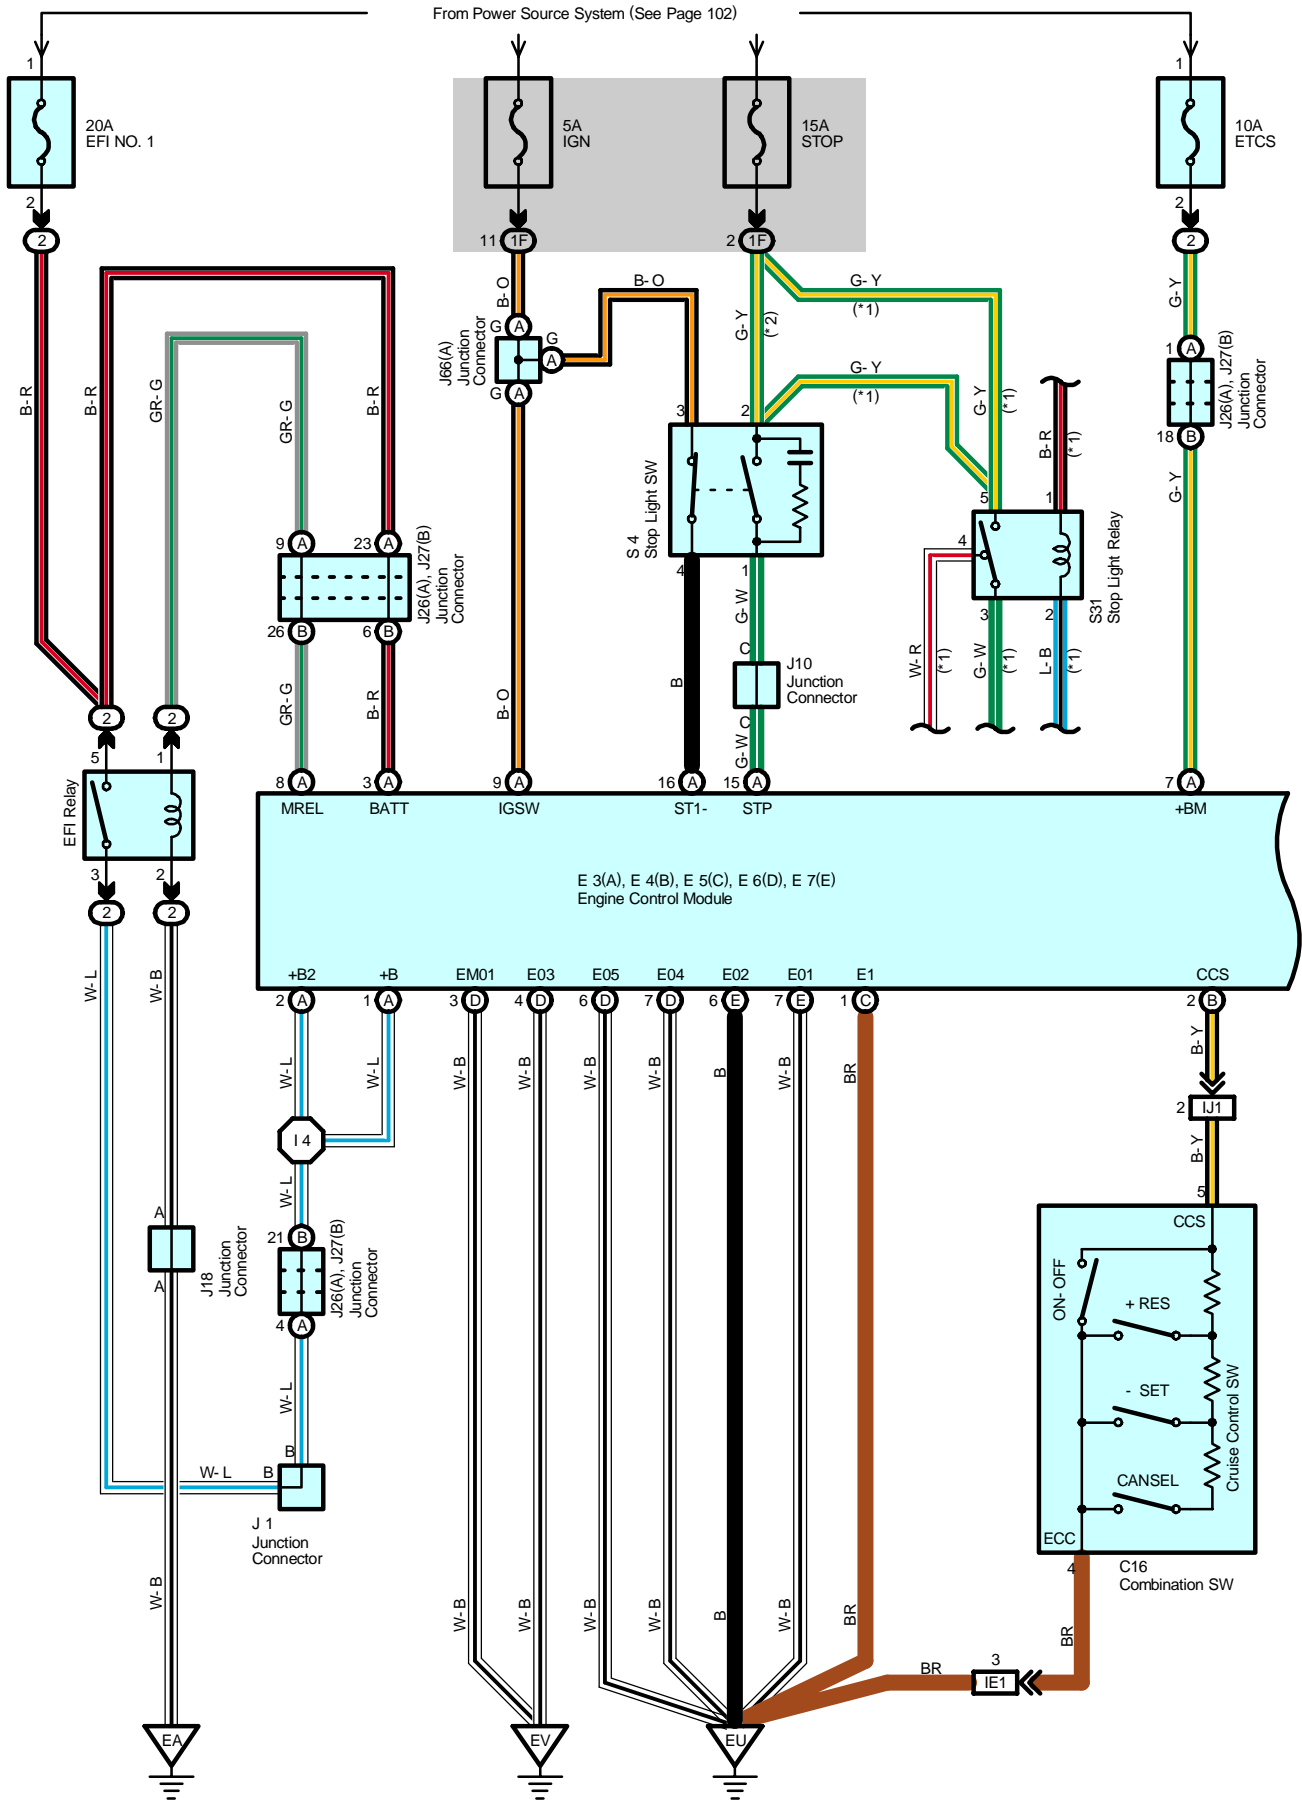 From Power Source System (See Page 102)
1
20A
EFI NO. 1
2
2
5A
IGN
11
1F
15A
STOP
2
1F
1
10A
ETCS
2
2
B- R
B- R
GR- G
GR- G
B- R
B- O
G
A
J66(A)
Junction
Connector
G
A
G
A
B- O
G- Y
(*2)
G- Y
(*1)
G- Y
(*1)
G- Y
(*1)
B- R
(*1)
G- Y
1
A
J26(A), J27(B)
Junction
Connector
18
B
G- Y
9
A
23
A
J26(A), J27(B)
Junction
Connector
26
B
6
B
GR- G
B- R
B- O
3
2
S 4
Stop Light SW
4
1
B
G- W
C
J10
Junction
Connector
C
G- W
5
1
4
S31
Stop Light Relay
3
2
W- R
(*1)
G- W
(*1)
L- B
(*1)
2
2
5
1
EFI Relay
3
2
2
2
8
A
3
A
9
A
16
A
15
A
7
A
MREL
BATT
IGSW
ST1-
STP
+BM
E 3(A), E 4(B), E 5(C), E 6(D), E 7(E)
Engine Control Module
+B2
+B
EM01
E03
E05
E04
E02
E01
E1
CCS
2
A
1
A
3
D
4
D
6
D
7
D
6
E
7
E
1
C
2
B
W- L
W- B
W- L
W- L
W- B
W- B
W- B
W- B
B
W- B
BR
B- Y
2
IJ1
B- Y
I 4
W- L
A
J18
Junction
Connector
A
21
B
J26(A), J27(B)
Junction
Connector
4
A
W- L
B
W- L
B
J 1
Junction
Connector
5
CCS
ON- OFF
+ RES
- SET
CANSEL
Cruise Control SW
ECC
4
C16
Combination SW
W- B
W- B
W- B
W- B
W- B
B
W- B
BR
BR
BR
3
IE1
EA
EV
EU